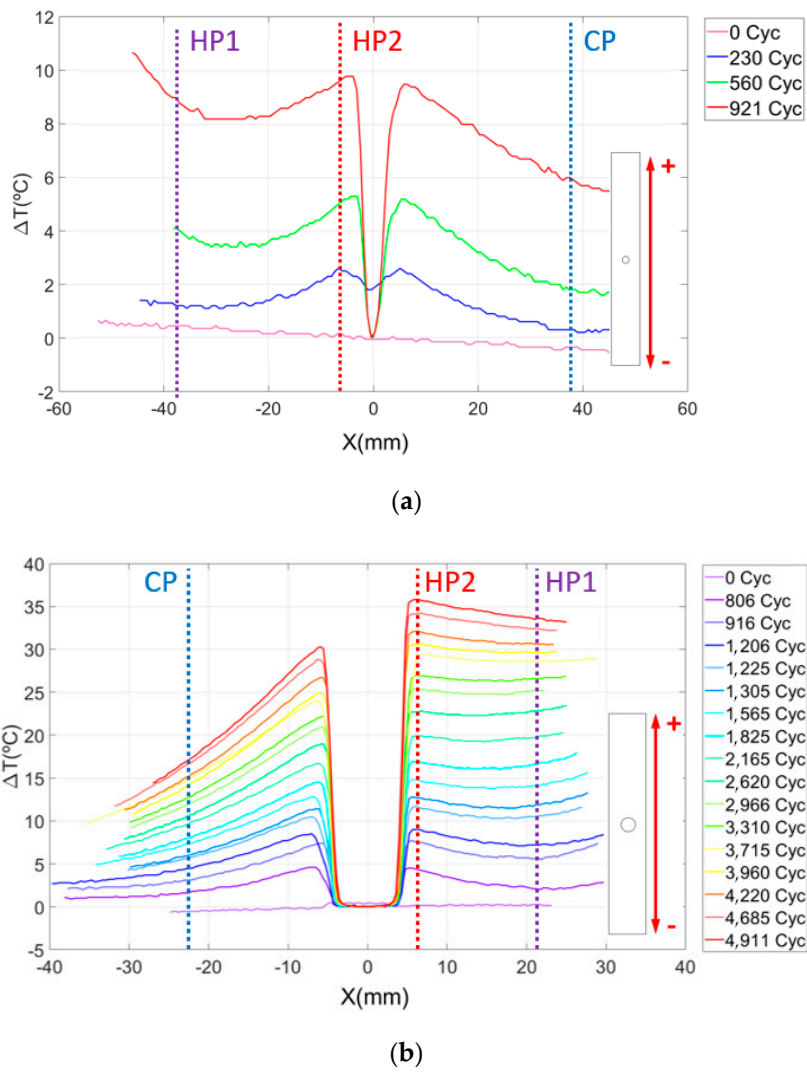 12
10
8
6
4
2
0
-2
ΔT(ºC)
HP1
HP2
CP
0 Cyc
230 Cyc
560 Cyc
921 Cyc
+
-
-60
-40
-20
0
20
40
60
X(mm)
(a)
40
35
30
25
20
15
10
5
0
-5
ΔT(ºC)
CP
HP2
HP1
0 Cyc
806 Cyc
916 Cyc
1,206 Cyc
1,225 Cyc
1,305 Cyc
1,565 Cyc
1,825 Cyc
2,165 Cyc
2,620 Cyc
2,966 Cyc
3,310 Cyc
3,715 Cyc
3,960 Cyc
4,220 Cyc
4,685 Cyc
4,911 Cyc
+
-
-40
-30
-20
-10
0
10
20
30
40
X(mm)
(b)